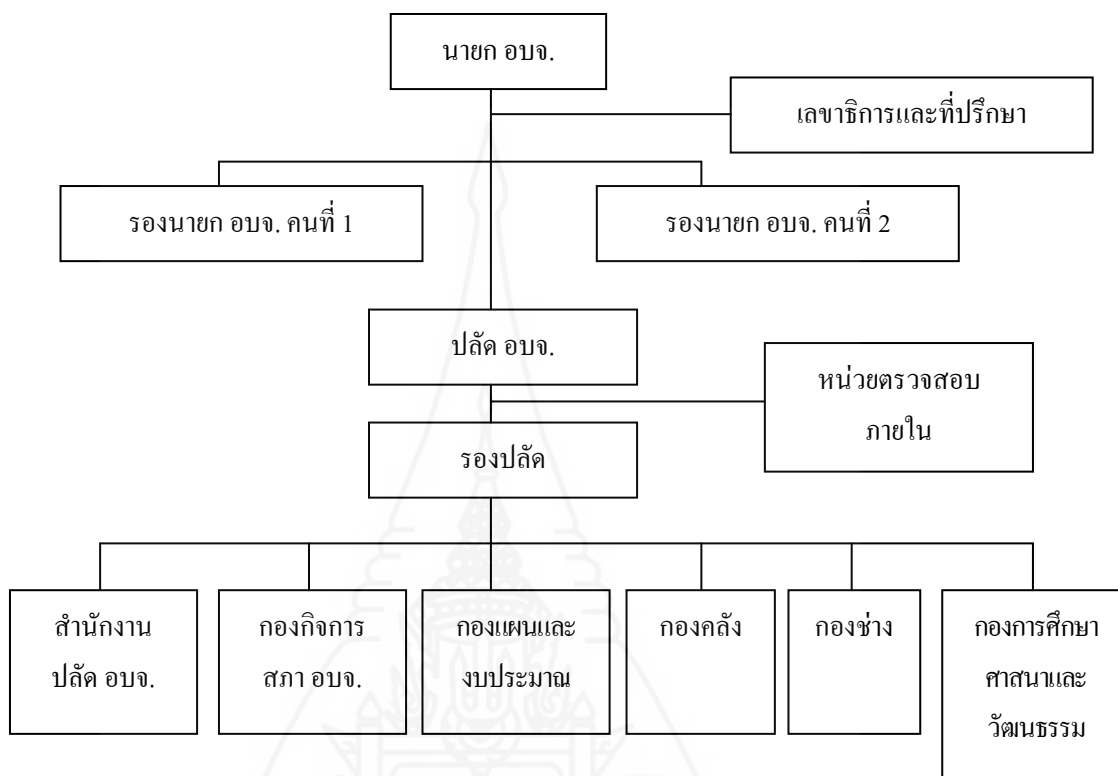 นายก อบจ.
เลขาธิการและที่ปรึกษา
รองนายก อบจ. คนที่ 1
รองนายก อบจ. คนที่ 2
ปลัด อบจ.
หน่วยตรวจสอบ
ภายใน
รองปลัด
สำนักงาน
ปลัด อบจ.
กองกิจการ
สภา อบจ.
กองแผนและ
งบประมาณ
กองคลัง
กองช่าง
กองการศึกษา
ศาสนาและ
วัฒนธรรม